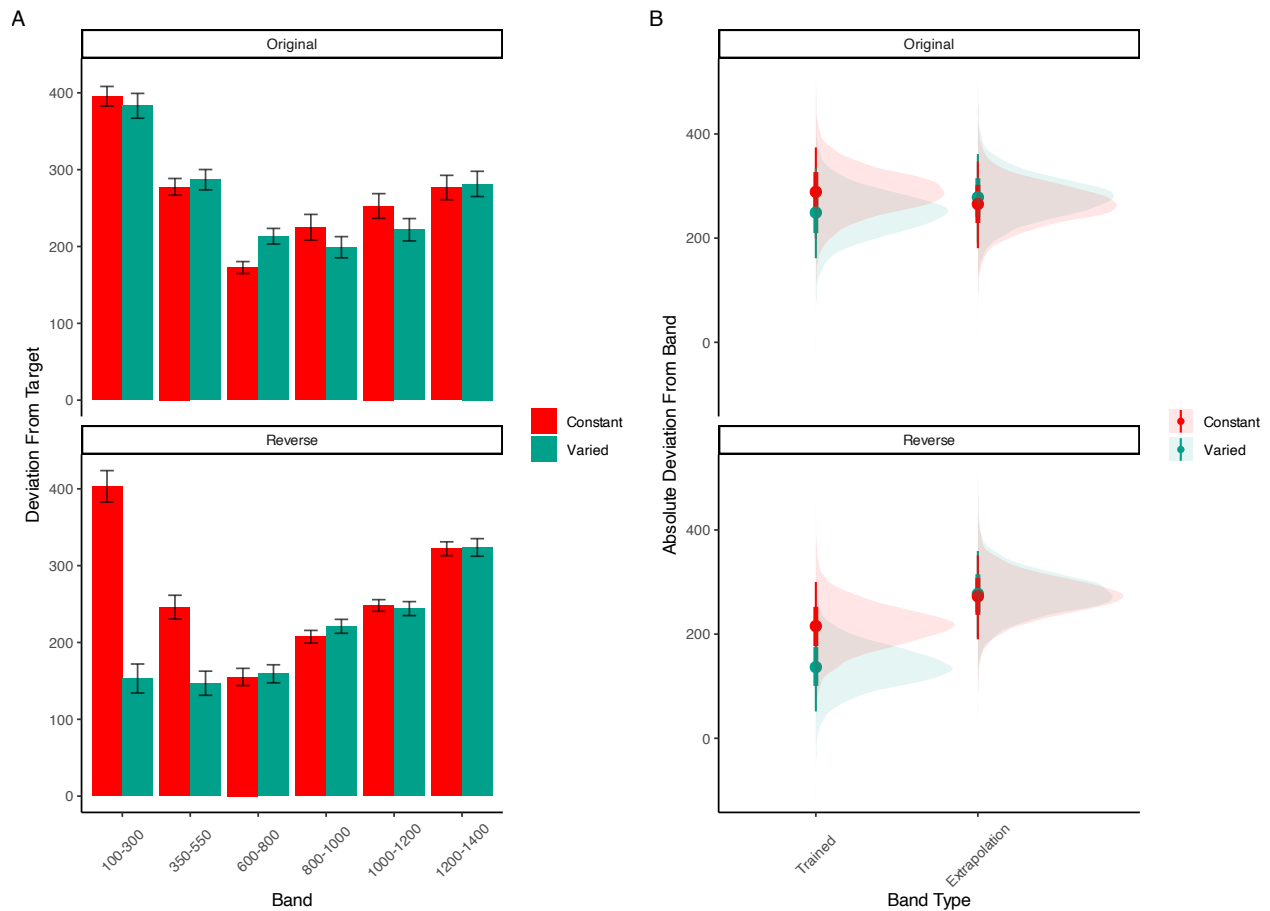 A
Original
400
300
200
100
0
Reverse
400
300
200
100
0
Deviation From Target
100-300
350-550
600-800
800-1000
1000-1200
1200-1400
Band
Constant
Varied
B
Original
400
200
0
Reverse
400
200
0
Absolute Deviation From Band
Trained
Extrapolation
Band Type
Constant
Varied